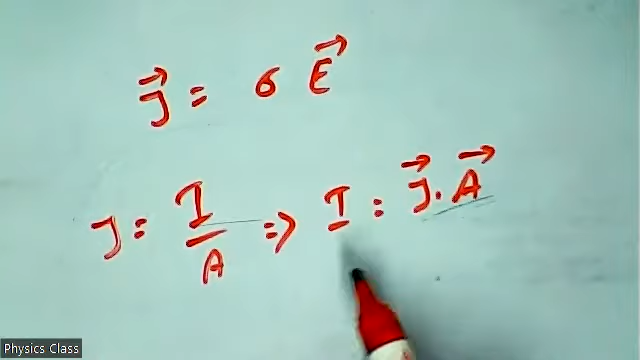 J⃗ = σ E⃗
J = I/A ⇒ I = J⃗ . A⃗
Physics Class